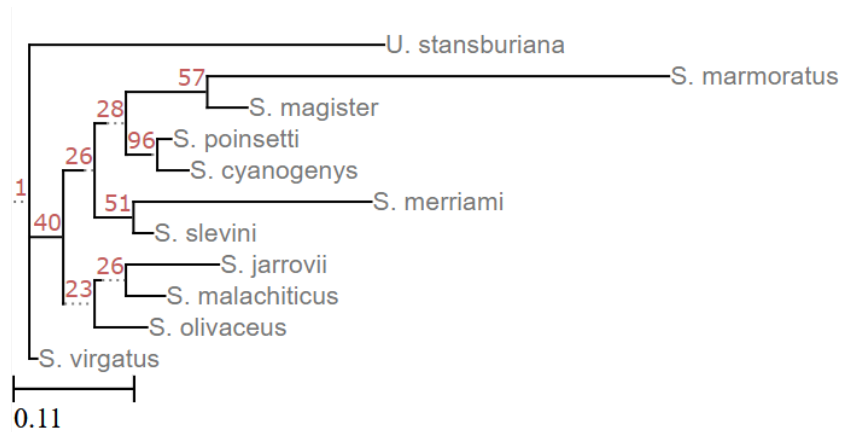 U. stansburiana
57 S. marmoratus
28 S. magister
96 S. poinsetti
26 S. cyanogenys
1 51 S. merriami
40 S. slevini
26 S. jarrovii
23 S. malachiticus
S. olivaceus
S. virgatus
0.11